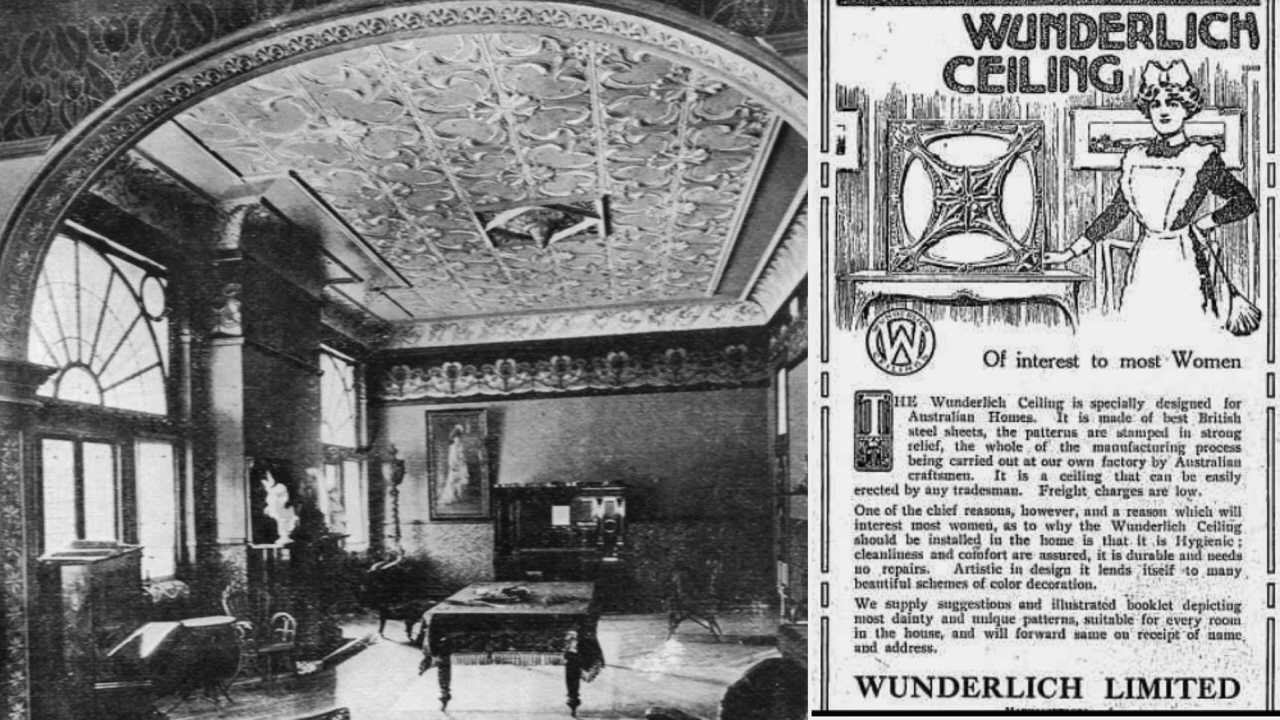 WUNDERLICH
CEILING
WUNDERLICH
W
CEILING
Of interest to most Women
THE Wunderlich Ceiling is specially designed for
Australian Homes. It is made of best British
steel sheets, the patterns are stamped in strong
relief, the whole of the manufacturing process
being carried out at our own factory by Australian
craftsmen. It is a ceiling that can be easily
erected by any tradesman. Freight charges are low.
One of the chief reasons, however, and a reason which will
interest most women, as to why the Wunderlich Ceiling
should be installed in the home is that it is Hygienic;
cleanliness and comfort are assured, it is durable and needs
no repairs. Artistic in design it lends itself to many
beautiful schemes of color decoration.
We supply suggestions and illustrated booklet depicting
most dainty and unique patterns, suitable for every room
in the house, and will forward same on receipt of name
and address.
WUNDERLICH LIMITED